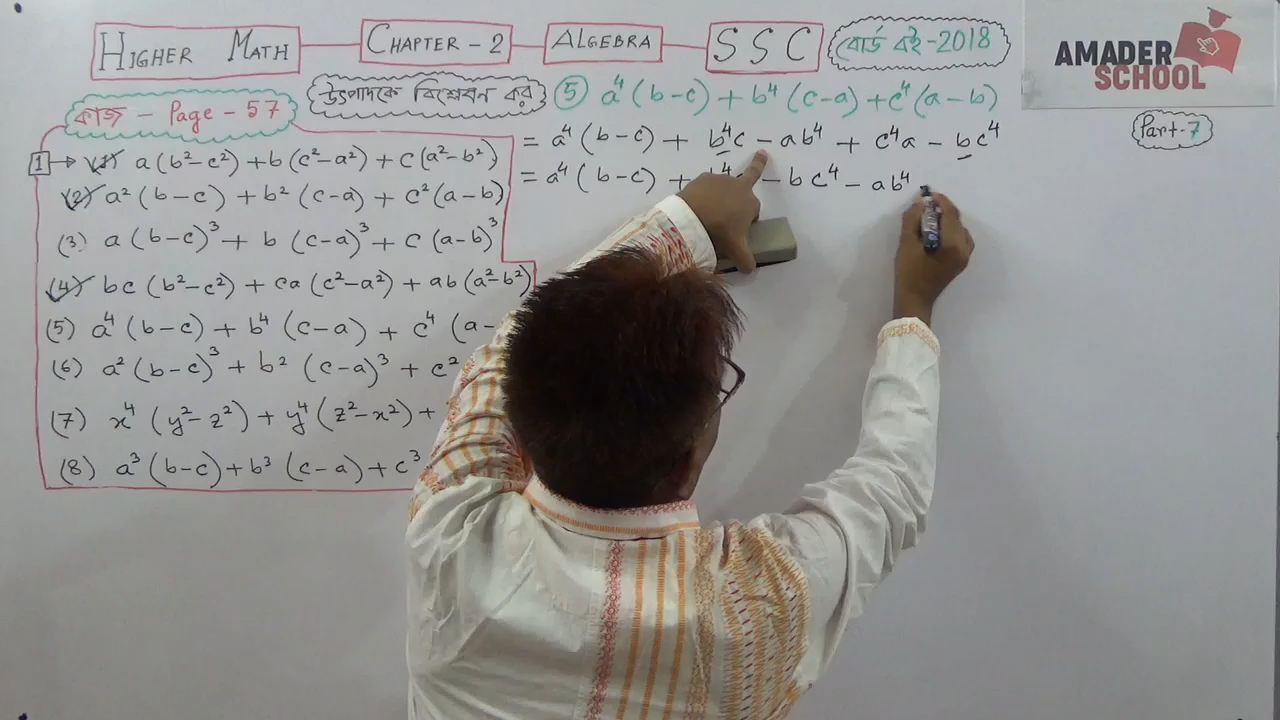 HIGHER MATH CHAPTER - 2 ALGEBRA SSC বোর্ড বই-2018
AMADER SCHOOL
কাজ - Page - 57
উৎপাদকে বিশ্লেষণ কর
(5) a⁴(b-c) + b⁴(c-a) + c⁴(a-b)
Part-7
= a⁴(b-c) + b⁴c - ab⁴ + c⁴a - bc⁴
= a⁴(b-c) + b⁴ - bc⁴ - ab⁴
1 → (1) a(b²-c²) + b(c²-a²) + c(a²-b²)
(2) a²(b-c) + b²(c-a) + c²(a-b)
(3) a(b-c)³ + b(c-a)³ + c(a-b)³
(4) bc(b²-c²) + ca(c²-a²) + ab(a²-b²)
(5) a⁴(b-c) + b⁴(c-a) + c⁴(a-
(6) a²(b-c)³ + b²(c-a)³ + c²
(7) x⁴(y²-z²) + y⁴(z²-x²) +
(8) a³(b-c) + b³(c-a) + c³